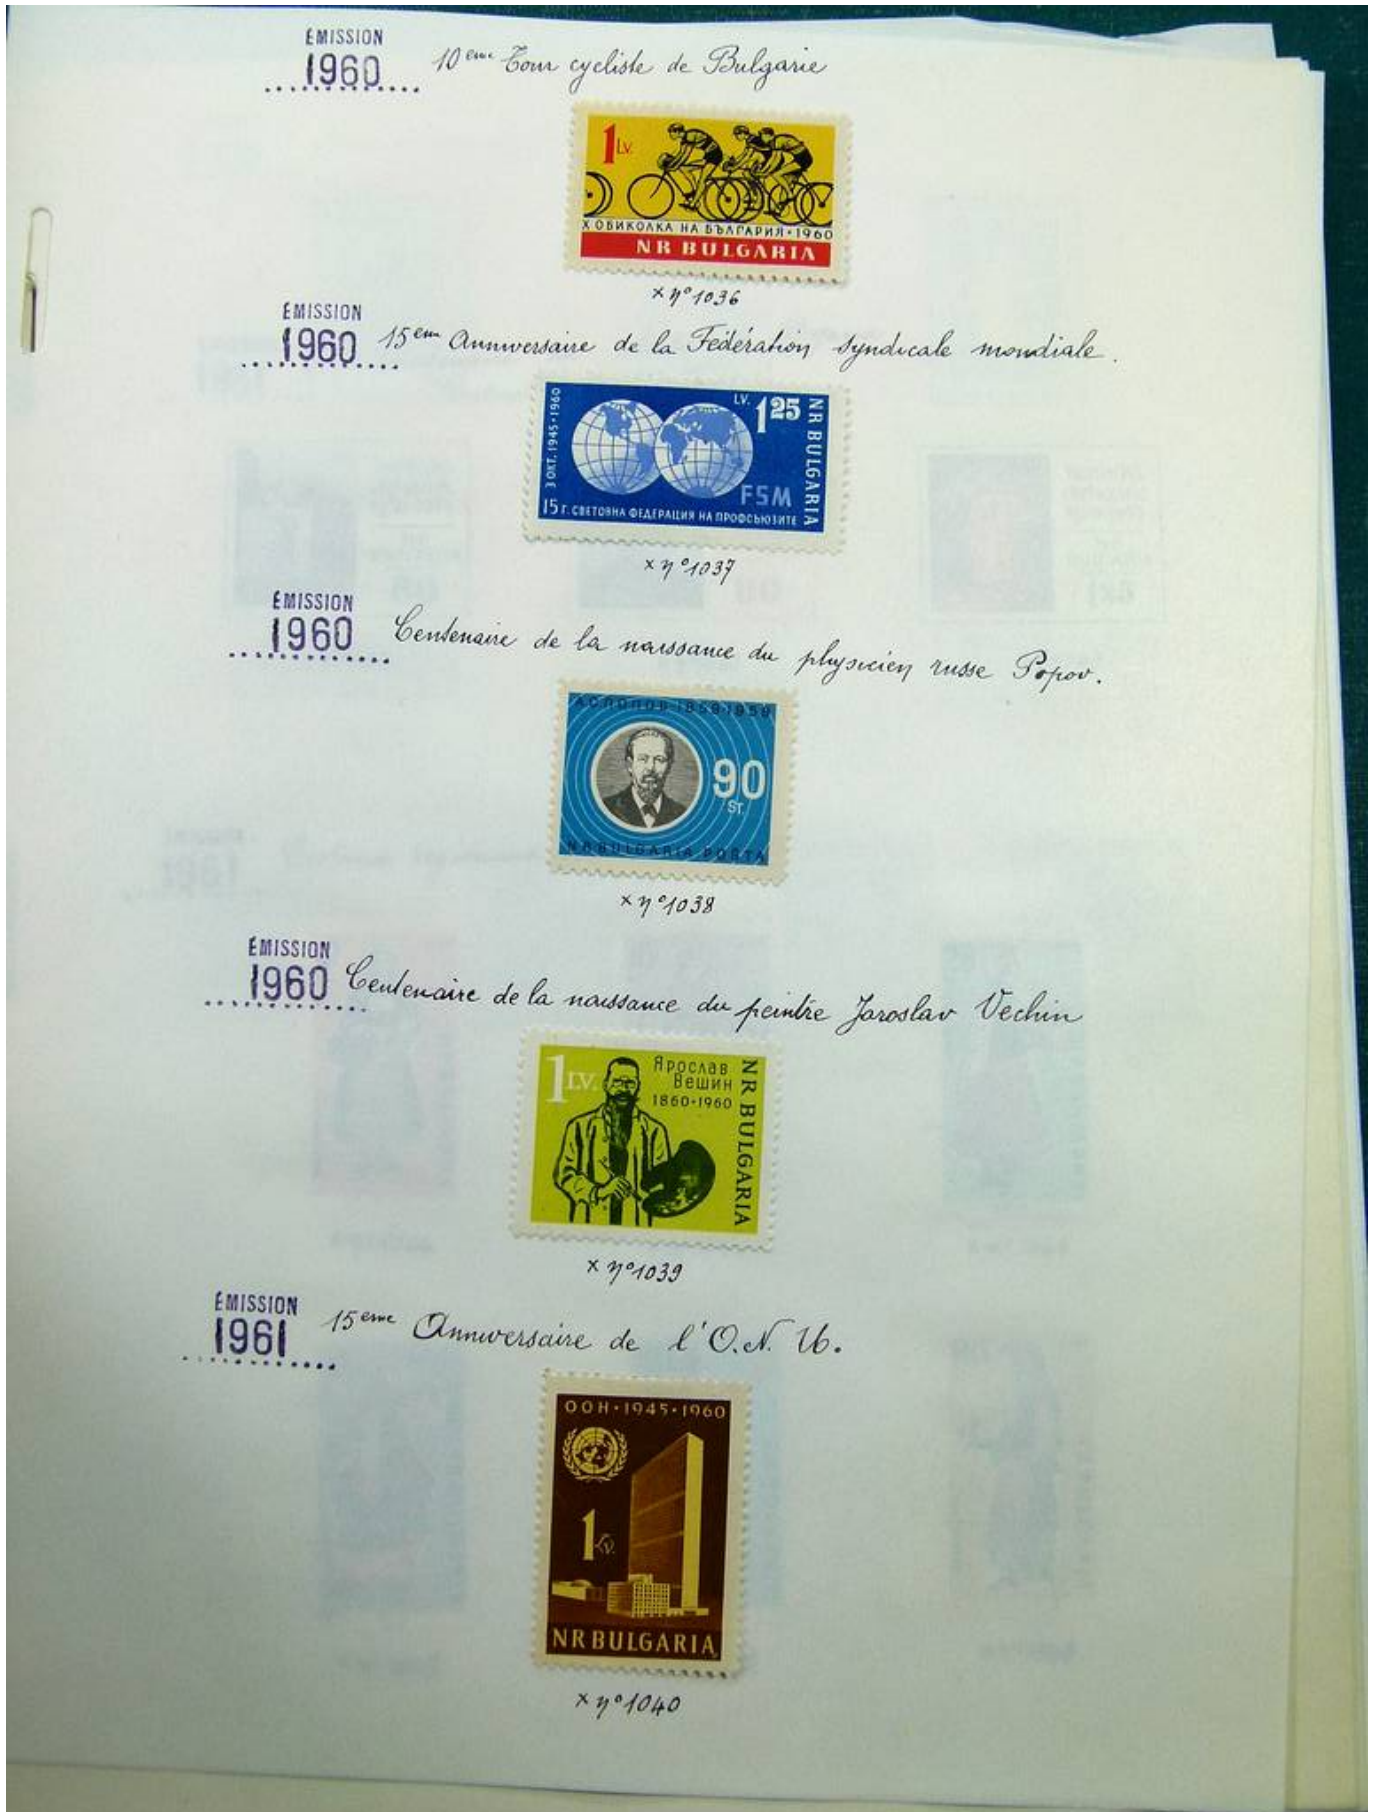 ÉMISSION
1960
10eme Tour cycliste de Bulgarie
1 Lv.
X ОБИКОЛКА НА БЪЛГАРИЯ·1960
NR BULGARIA
x n°1036
ÉMISSION
1960
15eme Anniversaire de la Fédération syndicale mondiale.
3 ОКТ. 1945·1960
LV. 1 25
NR BULGARIA
FSM
15 Г. СВЕТОВНА ФЕДЕРАЦИЯ НА ПРОФСЪЮЗИТЕ
x n°1037
ÉMISSION
1960
Centenaire de la naissance du physicien russe Popov.
А С ПОПОВ·1859·1959
90
ST.
NR BULGARIA POSTA
x n°1038
ÉMISSION
1960
Centenaire de la naissance du peintre Jaroslav Vechin
1 LV.
Ярослав
Вешин
1860·1960
NR BULGARIA
x n°1039
ÉMISSION
1961
15eme Anniversaire de l'O.N.U.
ООН·1945·1960
1 Lv.
NR BULGARIA
x n°1040